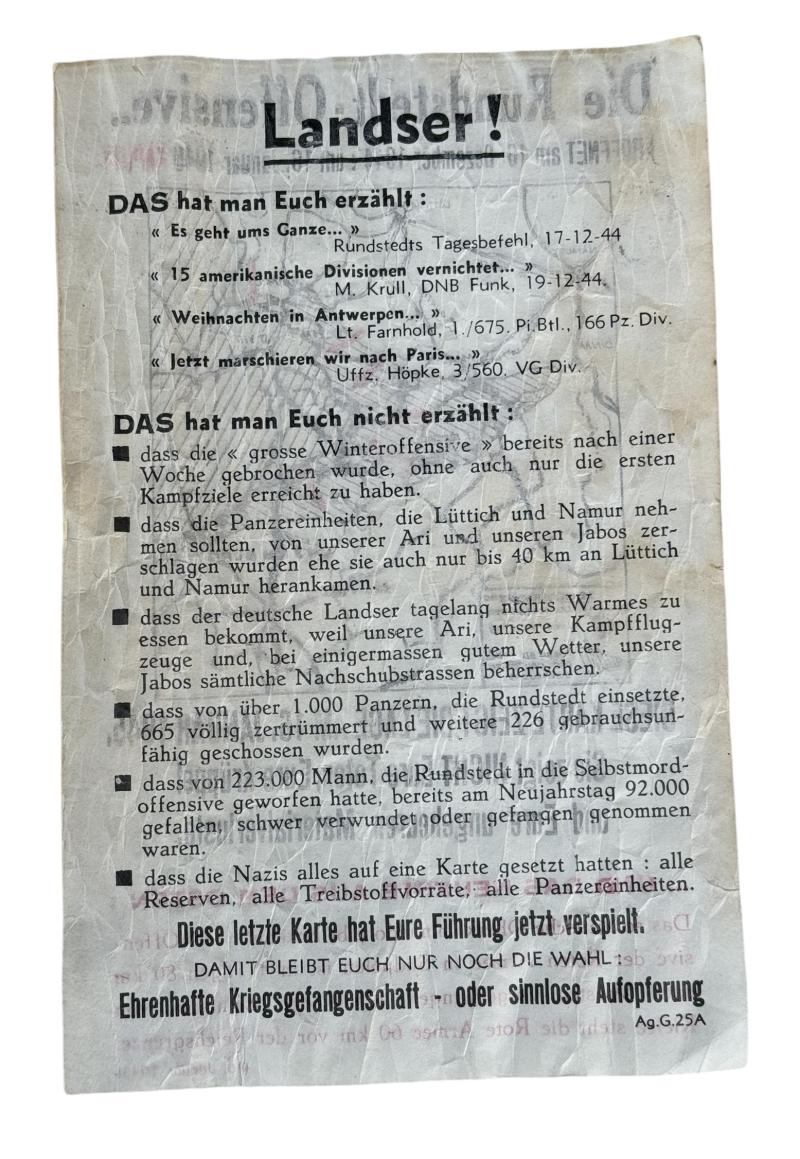 Landser !
DAS hat man Euch erzählt :
« Es geht ums Ganze... »
Rundstedts Tagesbefehl, 17-12-44
« 15 amerikanische Divisionen vernichtet... »
M. Krull, DNB Funk, 19-12-44.
« Weihnachten in Antwerpen... »
Lt. Farnhold, 1./675. Pi.Btl., 166 Pz. Div.
« Jetzt marschieren wir nach Paris... »
Uffz. Höpke, 3/560. VG Div.
DAS hat man Euch nicht erzählt :
■ dass die « grosse Winteroffensive » bereits nach einer
Woche gebrochen wurde, ohne auch nur die ersten
Kampfziele erreicht zu haben.
■ dass die Panzereinheiten, die Lüttich und Namur neh-
men sollten, von unserer Ari und unseren Jabos zer-
schlagen wurden ehe sie auch nur bis 40 km an Lüttich
und Namur herankamen.
■ dass der deutsche Landser tagelang nichts Warmes zu
essen bekommt, weil unsere Ari, unsere Kampfflug-
zeuge und, bei einigermassen gutem Wetter, unsere
Jabos sämtliche Nachschubstrassen beherrschen.
■ dass von über 1.000 Panzern, die Rundstedt einsetzte,
665 völlig zertrümmert und weitere 226 gebrauchsun-
fähig geschossen wurden.
■ dass von 223.000 Mann, die Rundstedt in die Selbstmord-
offensive geworfen hatte, bereits am Neujahrstag 92.000
gefallen, schwer verwundet oder gefangen genommen
waren.
■ dass die Nazis alles auf eine Karte gesetzt hatten : alle
Reserven, alle Treibstoffvorräte, alle Panzereinheiten.
Diese letzte Karte hat Eure Führung jetzt verspielt.
DAMIT BLEIBT EUCH NUR NOCH DIE WAHL :
Ehrenhafte Kriegsgefangenschaft - oder sinnlose Aufopferung
Ag.G.25A